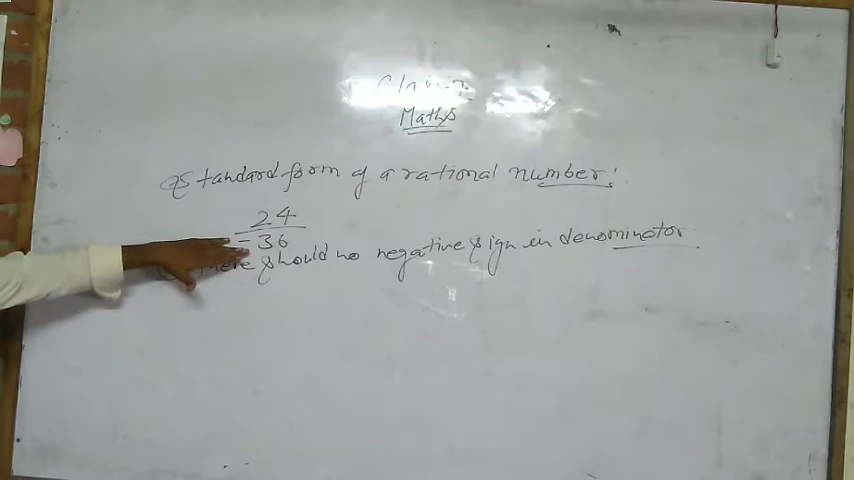 Maths
Standard form of a rational number:
24
-36
There should no negative sign in denominator